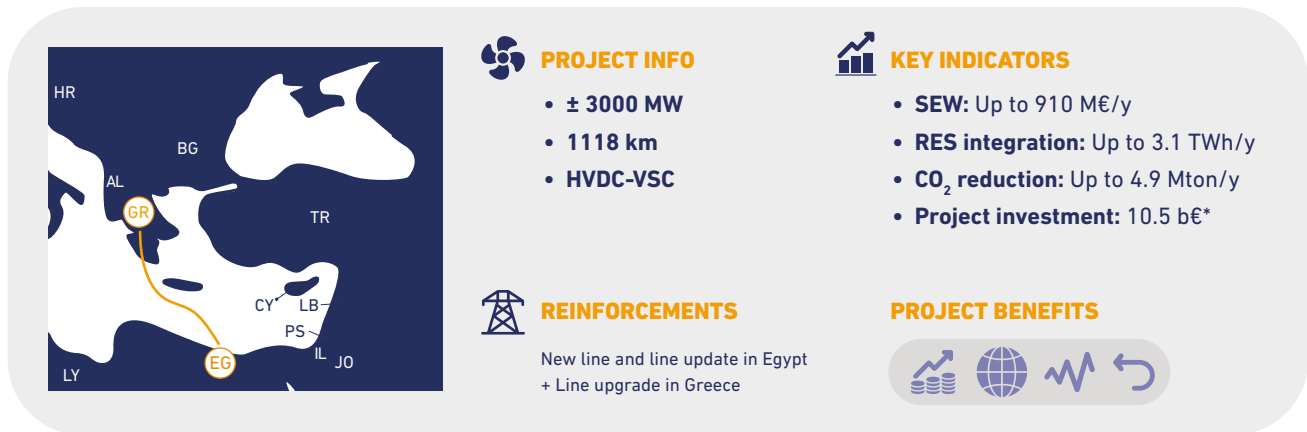 HR
BG
AL
GR
TR
CY
LB
PS
IL
JO
EG
LY
PROJECT INFO
• ± 3000 MW
• 1118 km
• HVDC-VSC
KEY INDICATORS
• SEW: Up to 910 M€/y
• RES integration: Up to 3.1 TWh/y
• CO₂ reduction: Up to 4.9 Mton/y
• Project investment: 10.5 b€*
REINFORCEMENTS
New line and line update in Egypt
+ Line upgrade in Greece
PROJECT BENEFITS